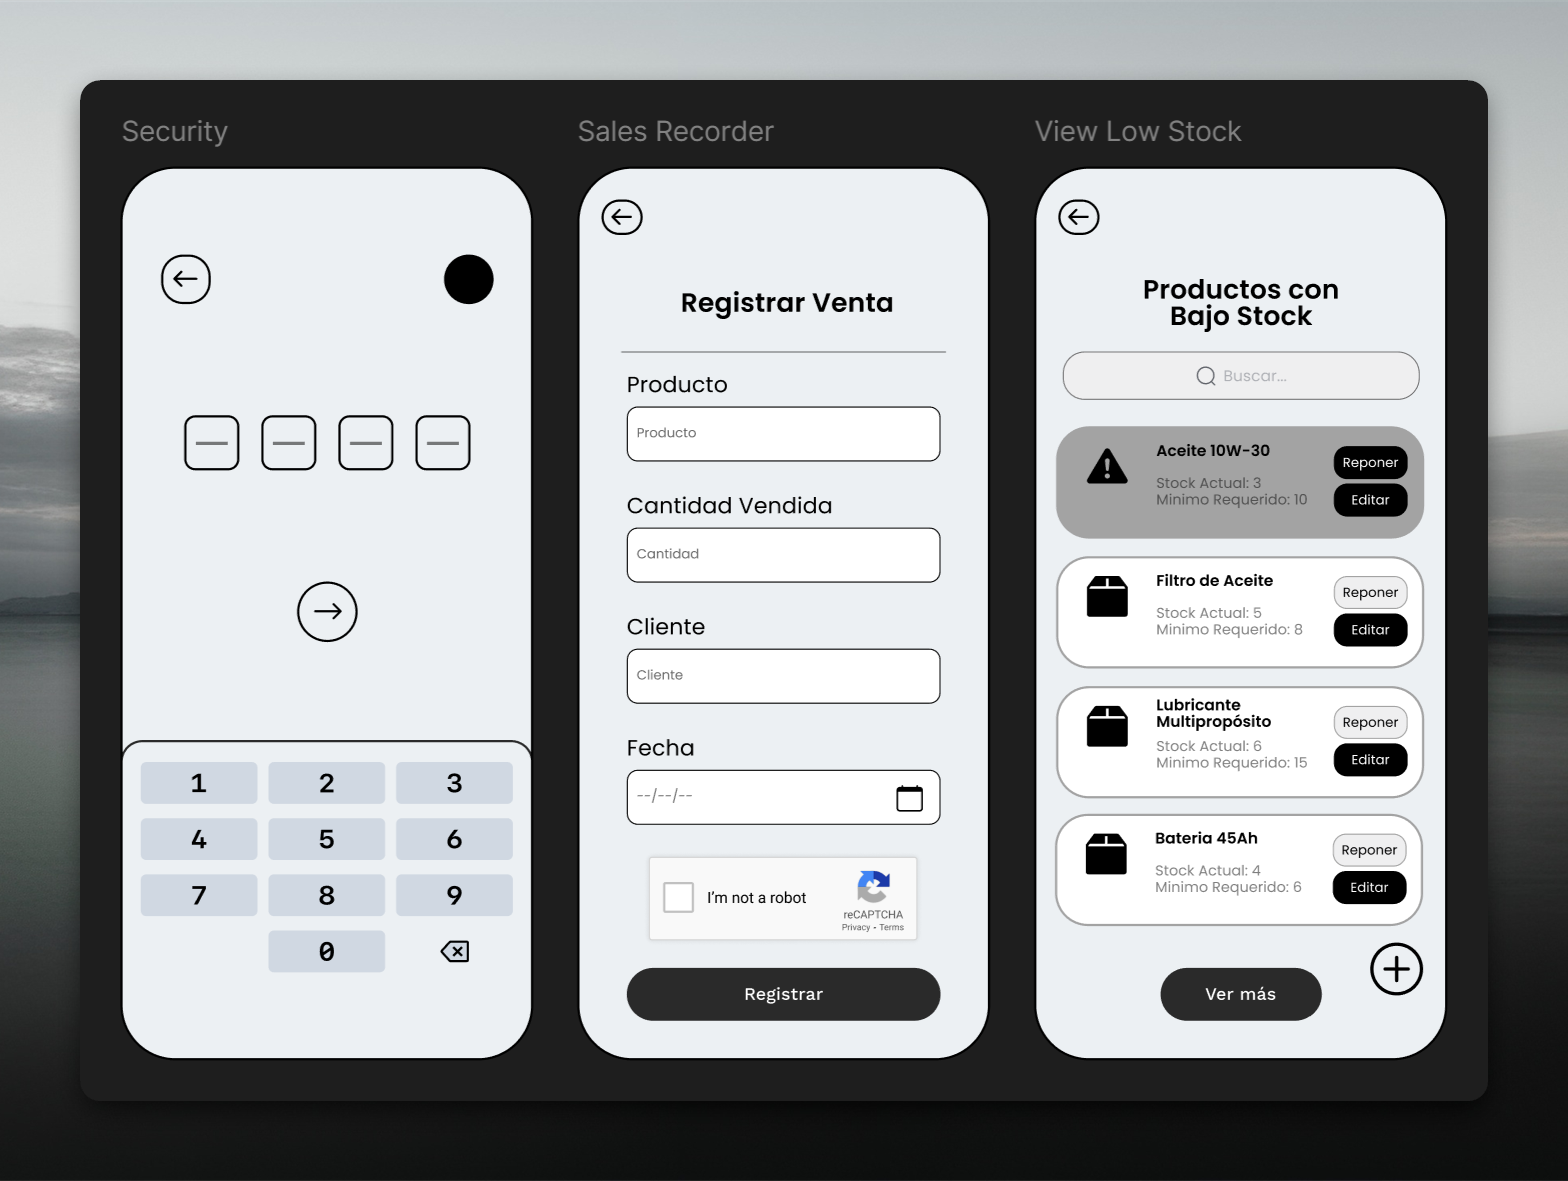 Security
1
2
3
4
5
6
7
8
9
0
Sales Recorder
Registrar Venta
Producto
Producto
Cantidad Vendida
Cantidad
Cliente
Cliente
Fecha
--/--/--
I'm not a robot
reCAPTCHA
Privacy - Terms
Registrar
View Low Stock
Productos con
Bajo Stock
Buscar...
Aceite 10W-30
Stock Actual: 3
Minimo Requerido: 10
Reponer
Editar
Filtro de Aceite
Stock Actual: 5
Minimo Requerido: 8
Reponer
Editar
Lubricante
Multipropósito
Stock Actual: 6
Minimo Requerido: 15
Reponer
Editar
Bateria 45Ah
Stock Actual: 4
Minimo Requerido: 6
Reponer
Editar
Ver más